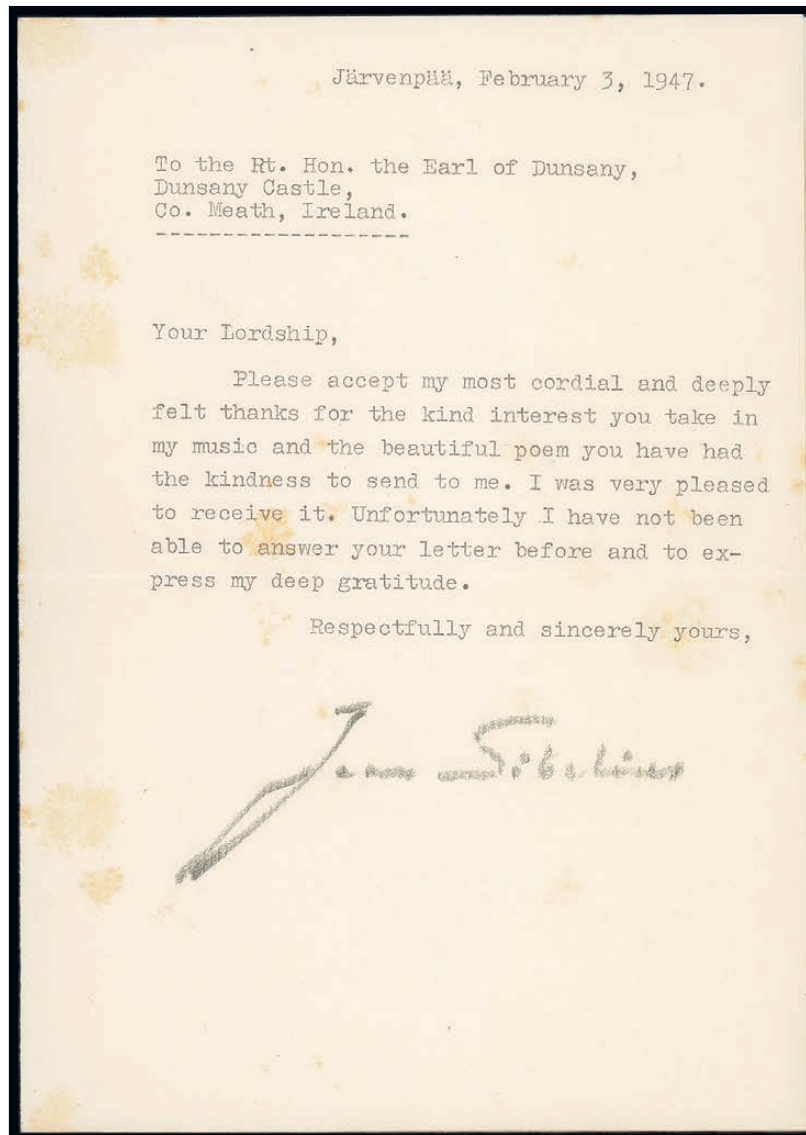 Järvenpää, February 3, 1947.
To the Rt. Hon. the Earl of Dunsany,
Dunsany Castle,
Co. Meath, Ireland.
-------------------
Your Lordship,
Please accept my most cordial and deeply
felt thanks for the kind interest you take in
my music and the beautiful poem you have had
the kindness to send to me. I was very pleased
to receive it. Unfortunately I have not been
able to answer your letter before and to ex-
press my deep gratitude.
Respectfully and sincerely yours,
Jean Sibelius